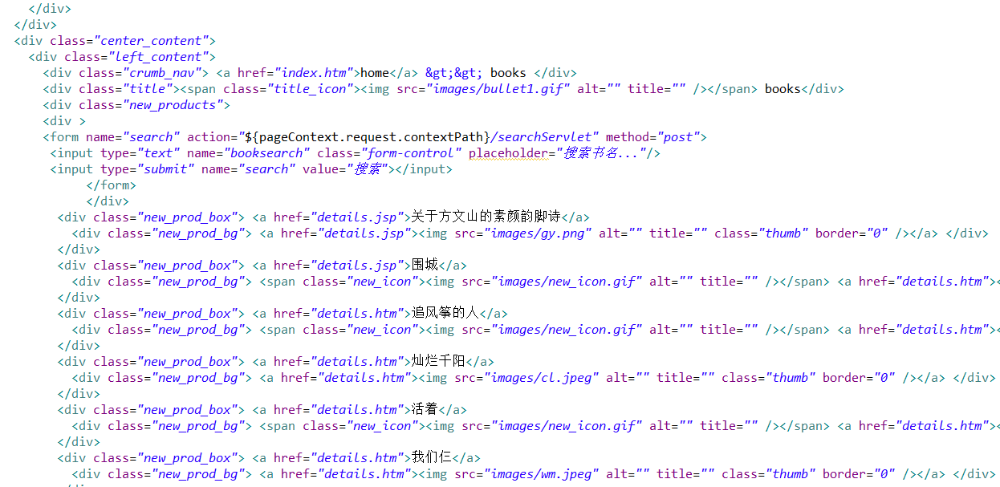 </div>
</div>
<div class="center_content">
<div class="left_content">
<div class="crumb_nav"> <a href="index.htm">home</a> &gt;&gt; books </div>
<div class="title"><span class="title_icon"><img src="images/bullet1.gif" alt="" title="" /></span> books</div>
<div class="new_products">
<div >
<form name="search" action="${pageContext.request.contextPath}/searchServlet" method="post">
<input type="text" name="booksearch" class="form-control" placeholder="搜索书名..."/>
<input type="submit" name="search" value="搜索"></input>
</form>
</div>
<div class="new_prod_box"> <a href="details.jsp">关于方文山的素颜韵脚诗</a>
<div class="new_prod_bg"> <a href="details.jsp"><img src="images/gy.png" alt="" title="" class="thumb" border="0" /></a> </div>
</div>
<div class="new_prod_box"> <a href="details.jsp">围城</a>
<div class="new_prod_bg"> <span class="new_icon"><img src="images/new_icon.gif" alt="" title="" /></span> <a href="details.htm"><
</div>
<div class="new_prod_box"> <a href="details.htm">追风筝的人</a>
<div class="new_prod_bg"> <span class="new_icon"><img src="images/new_icon.gif" alt="" title="" /></span> <a href="details.htm"><
</div>
<div class="new_prod_box"> <a href="details.htm">灿烂千阳</a>
<div class="new_prod_bg"> <a href="details.htm"><img src="images/cl.jpeg" alt="" title="" class="thumb" border="0" /></a> </div>
</div>
<div class="new_prod_box"> <a href="details.htm">活着</a>
<div class="new_prod_bg"> <span class="new_icon"><img src="images/new_icon.gif" alt="" title="" /></span> <a href="details.htm"><
</div>
<div class="new_prod_box"> <a href="details.htm">我们仨</a>
<div class="new_prod_bg"> <a href="details.htm"><img src="images/wm.jpeg" alt="" title="" class="thumb" border="0" /></a> </div>